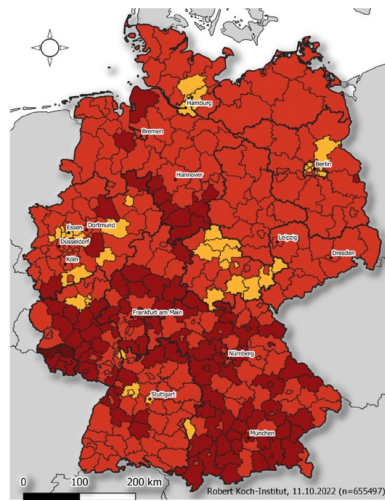 Hamburg
Bremen
Berlin
Hannover
Essen
Dortmund
Düsseldorf
Leipzig
Köln
Dresden
Frankfurt am Main
Nürnberg
Stuttgart
München
Robert Koch-Institut, 11.10.2022 (n=655497)
0 100 200 km